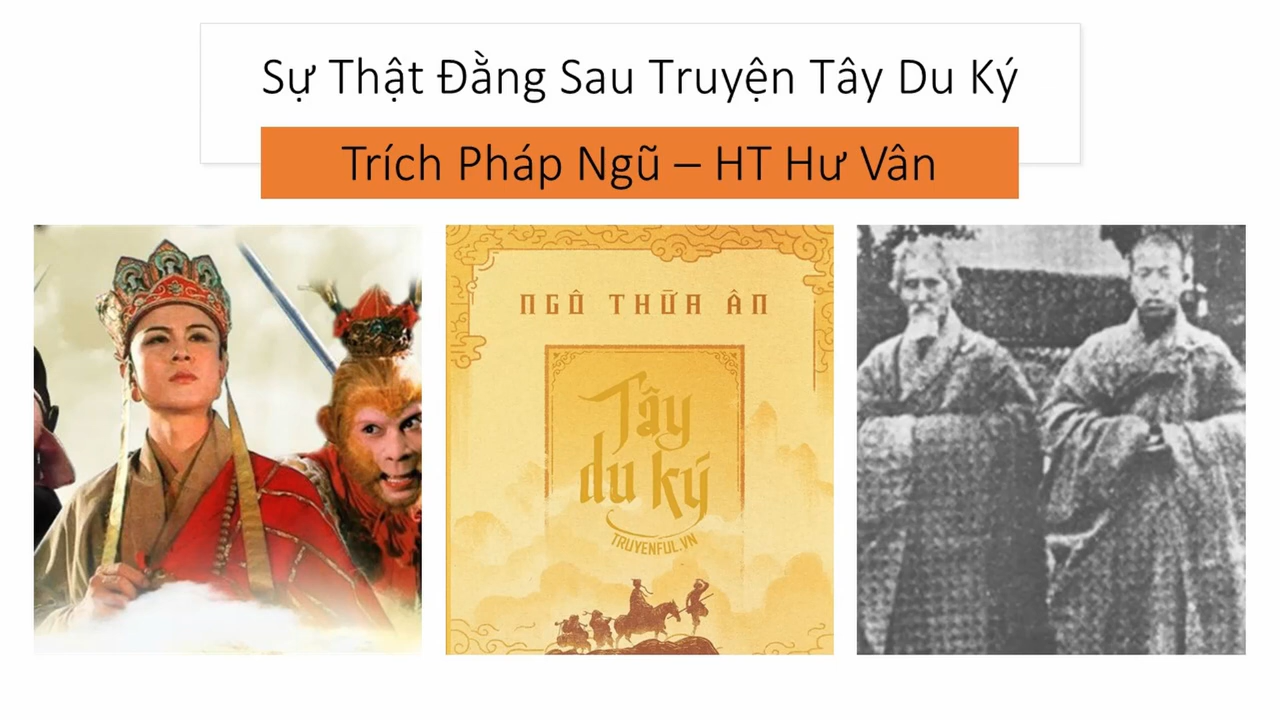 Sự Thật Đằng Sau Truyện Tây Du Ký
Trích Pháp Ngũ – HT Hư Vân
NGÔ THỪA ÂN
Tây
du ký
TRUYENFUL.VN